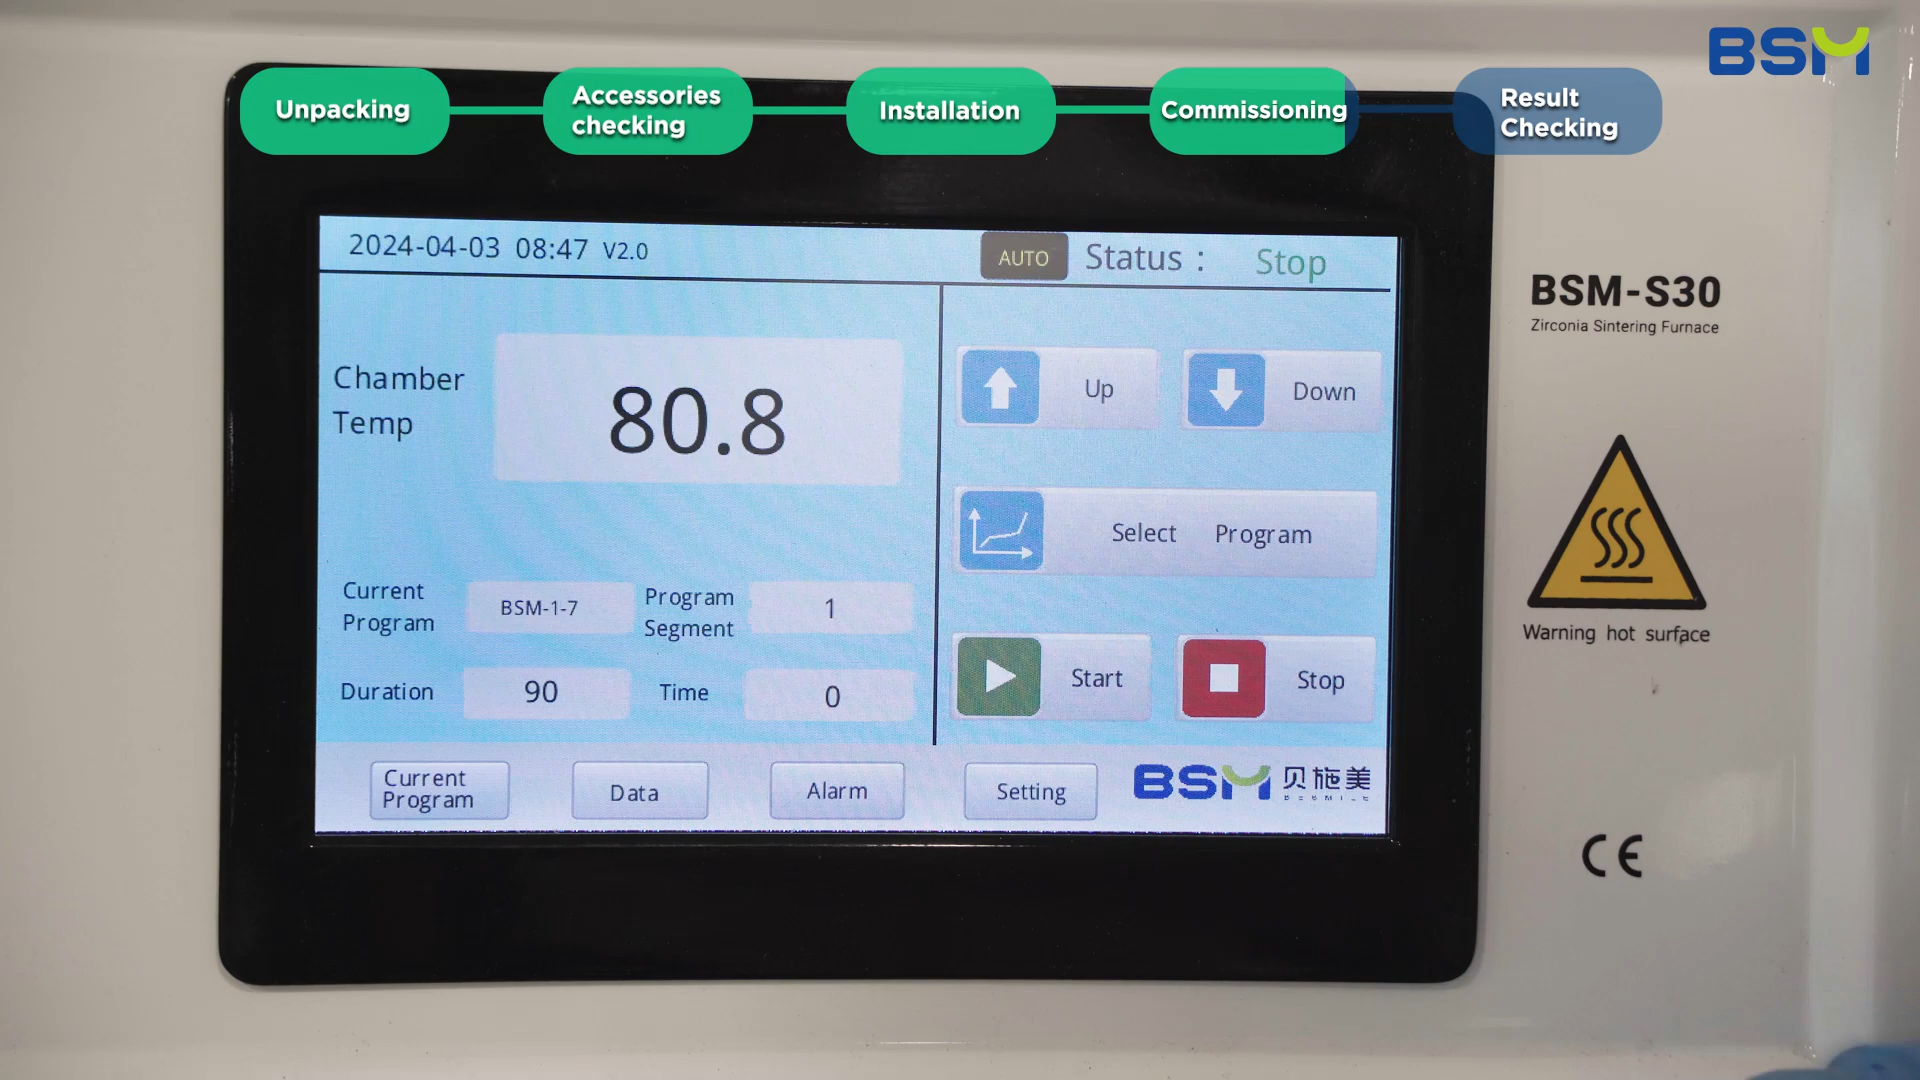 BSM
Unpacking
Accessories
checking
Installation
Commissioning
Result
Checking
2024-04-03 08:47 V2.0
AUTO Status : Stop
Chamber
Temp
80.8
Up
Down
Select Program
Current
Program
BSM-1-7
Program
Segment
1
Duration
90
Time
0
Start
Stop
Current
Program
Data
Alarm
Setting
BSM 贝施美
BSM-S30
Zirconia Sintering Furnace
Warning hot surface
CE